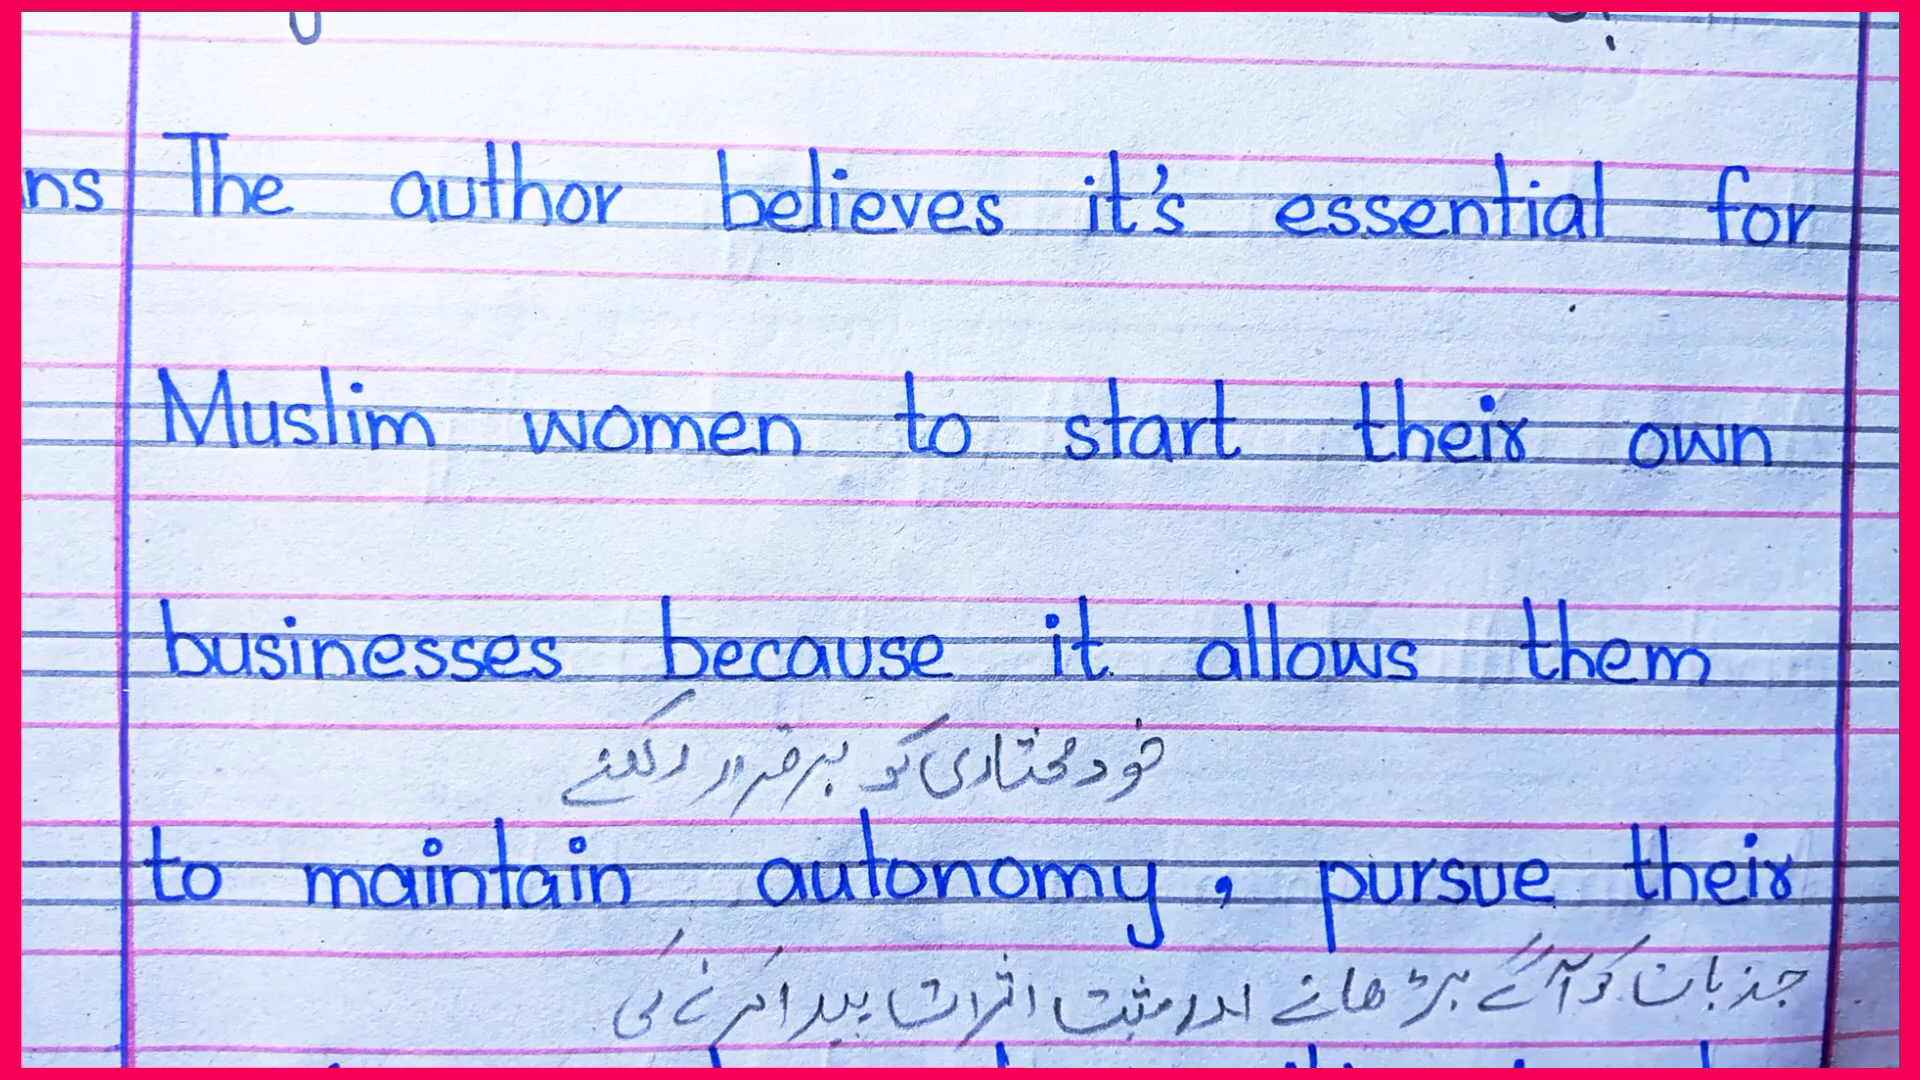 ns The author believes it's essential for
Muslim women to start their own
businesses because it allows them
خود مختاری کو برقرار رکھنے
to maintain autonomy, pursue their
جذبات کو آگے بڑھانے اور مثبت اثرات پیدا کرنے کی